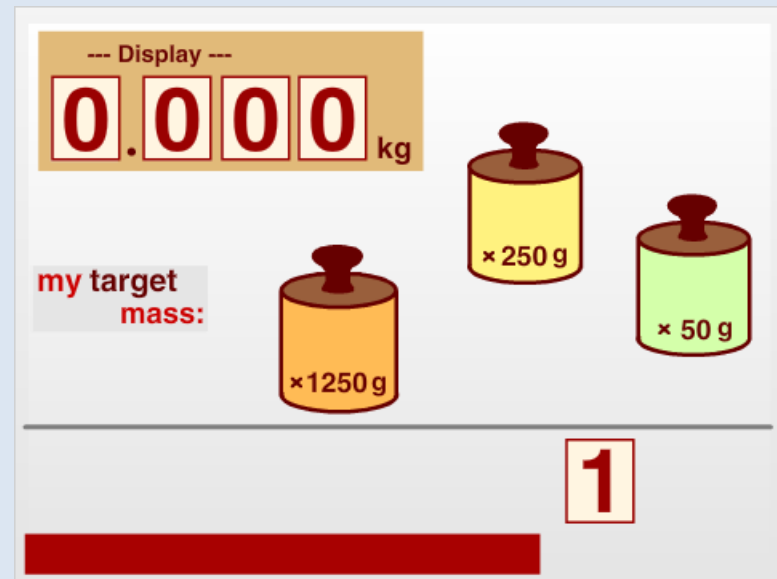 --- Display ---
0.000 kg
× 250 g
my target
mass:
× 50 g
×1250 g
1